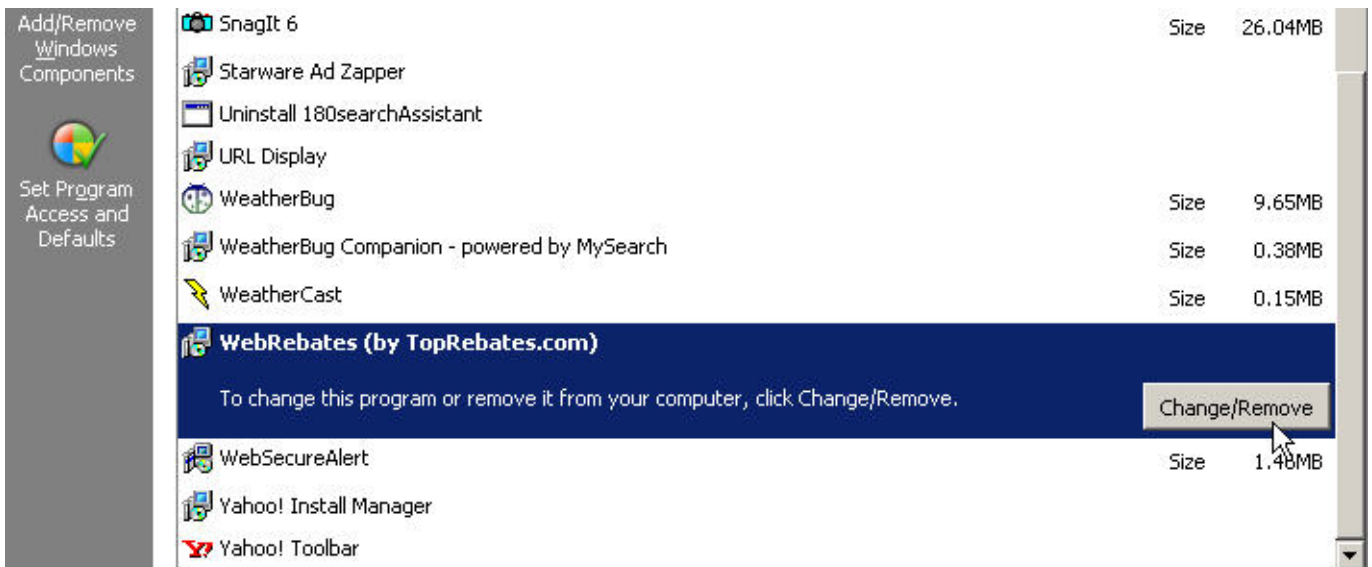 Add/Remove
Windows
Components
Set Program
Access and
Defaults
SnagIt 6 Size 26.04MB
Starware Ad Zapper
Uninstall 180searchAssistant
URL Display
WeatherBug Size 9.65MB
WeatherBug Companion - powered by MySearch Size 0.38MB
WeatherCast Size 0.15MB
WebRebates (by TopRebates.com)
To change this program or remove it from your computer, click Change/Remove.
Change/Remove
WebSecureAlert Size 1.46MB
Yahoo! Install Manager
Yahoo! Toolbar